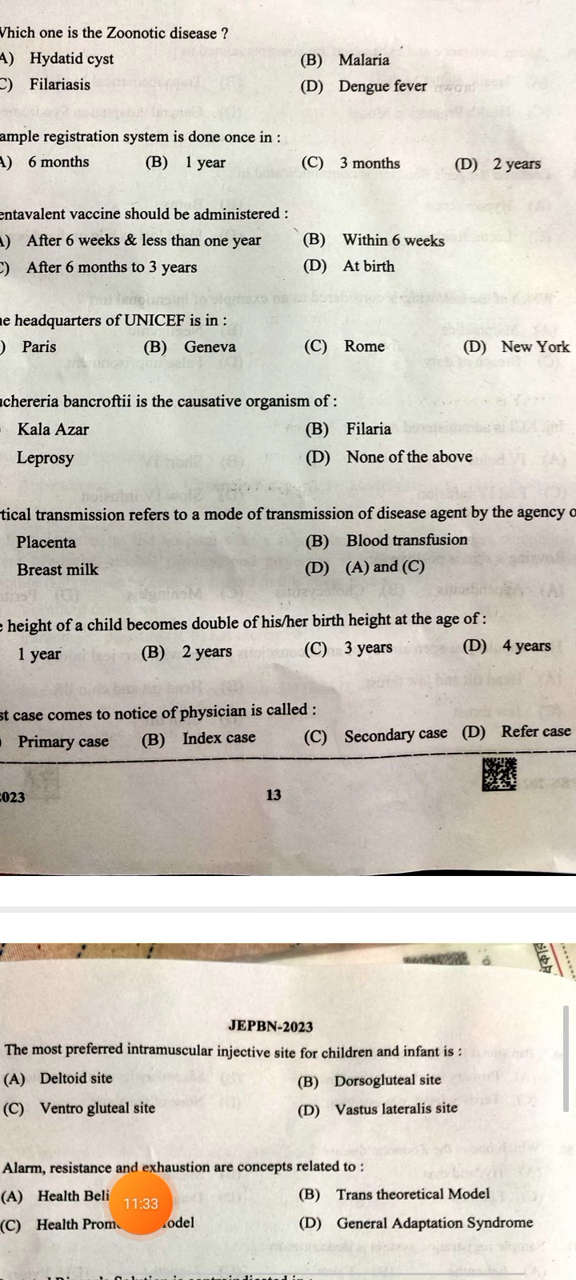 Which one is the Zoonotic disease ?
A) Hydatid cyst (B) Malaria
C) Filariasis (D) Dengue fever
ample registration system is done once in :
A) 6 months (B) 1 year (C) 3 months (D) 2 years
entavalent vaccine should be administered :
) After 6 weeks & less than one year (B) Within 6 weeks
C) After 6 months to 3 years (D) At birth
e headquarters of UNICEF is in :
) Paris (B) Geneva (C) Rome (D) New York
uchereria bancroftii is the causative organism of :
Kala Azar (B) Filaria
Leprosy (D) None of the above
rtical transmission refers to a mode of transmission of disease agent by the agency o
Placenta (B) Blood transfusion
Breast milk (D) (A) and (C)
e height of a child becomes double of his/her birth height at the age of :
1 year (B) 2 years (C) 3 years (D) 4 years
st case comes to notice of physician is called :
Primary case (B) Index case (C) Secondary case (D) Refer case
2023 13
JEPBN-2023
The most preferred intramuscular injective site for children and infant is :
(A) Deltoid site (B) Dorsogluteal site
(C) Ventro gluteal site (D) Vastus lateralis site
Alarm, resistance and exhaustion are concepts related to :
(A) Health Beli (B) Trans theoretical Model
11:33
(C) Health Prom odel (D) General Adaptation Syndrome